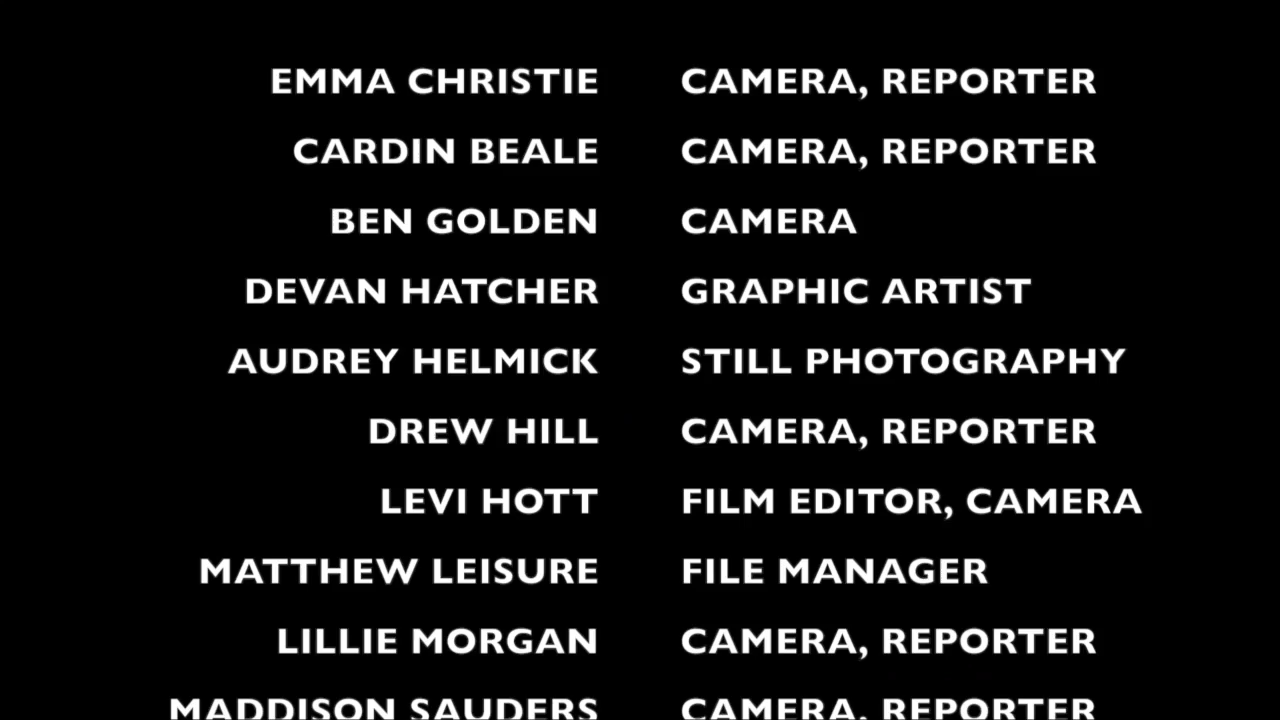 EMMA CHRISTIE CAMERA, REPORTER
CARDIN BEALE CAMERA, REPORTER
BEN GOLDEN CAMERA
DEVAN HATCHER GRAPHIC ARTIST
AUDREY HELMICK STILL PHOTOGRAPHY
DREW HILL CAMERA, REPORTER
LEVI HOTT FILM EDITOR, CAMERA
MATTHEW LEISURE FILE MANAGER
LILLIE MORGAN CAMERA, REPORTER
MADDISON SAUDERS CAMERA, REPORTER